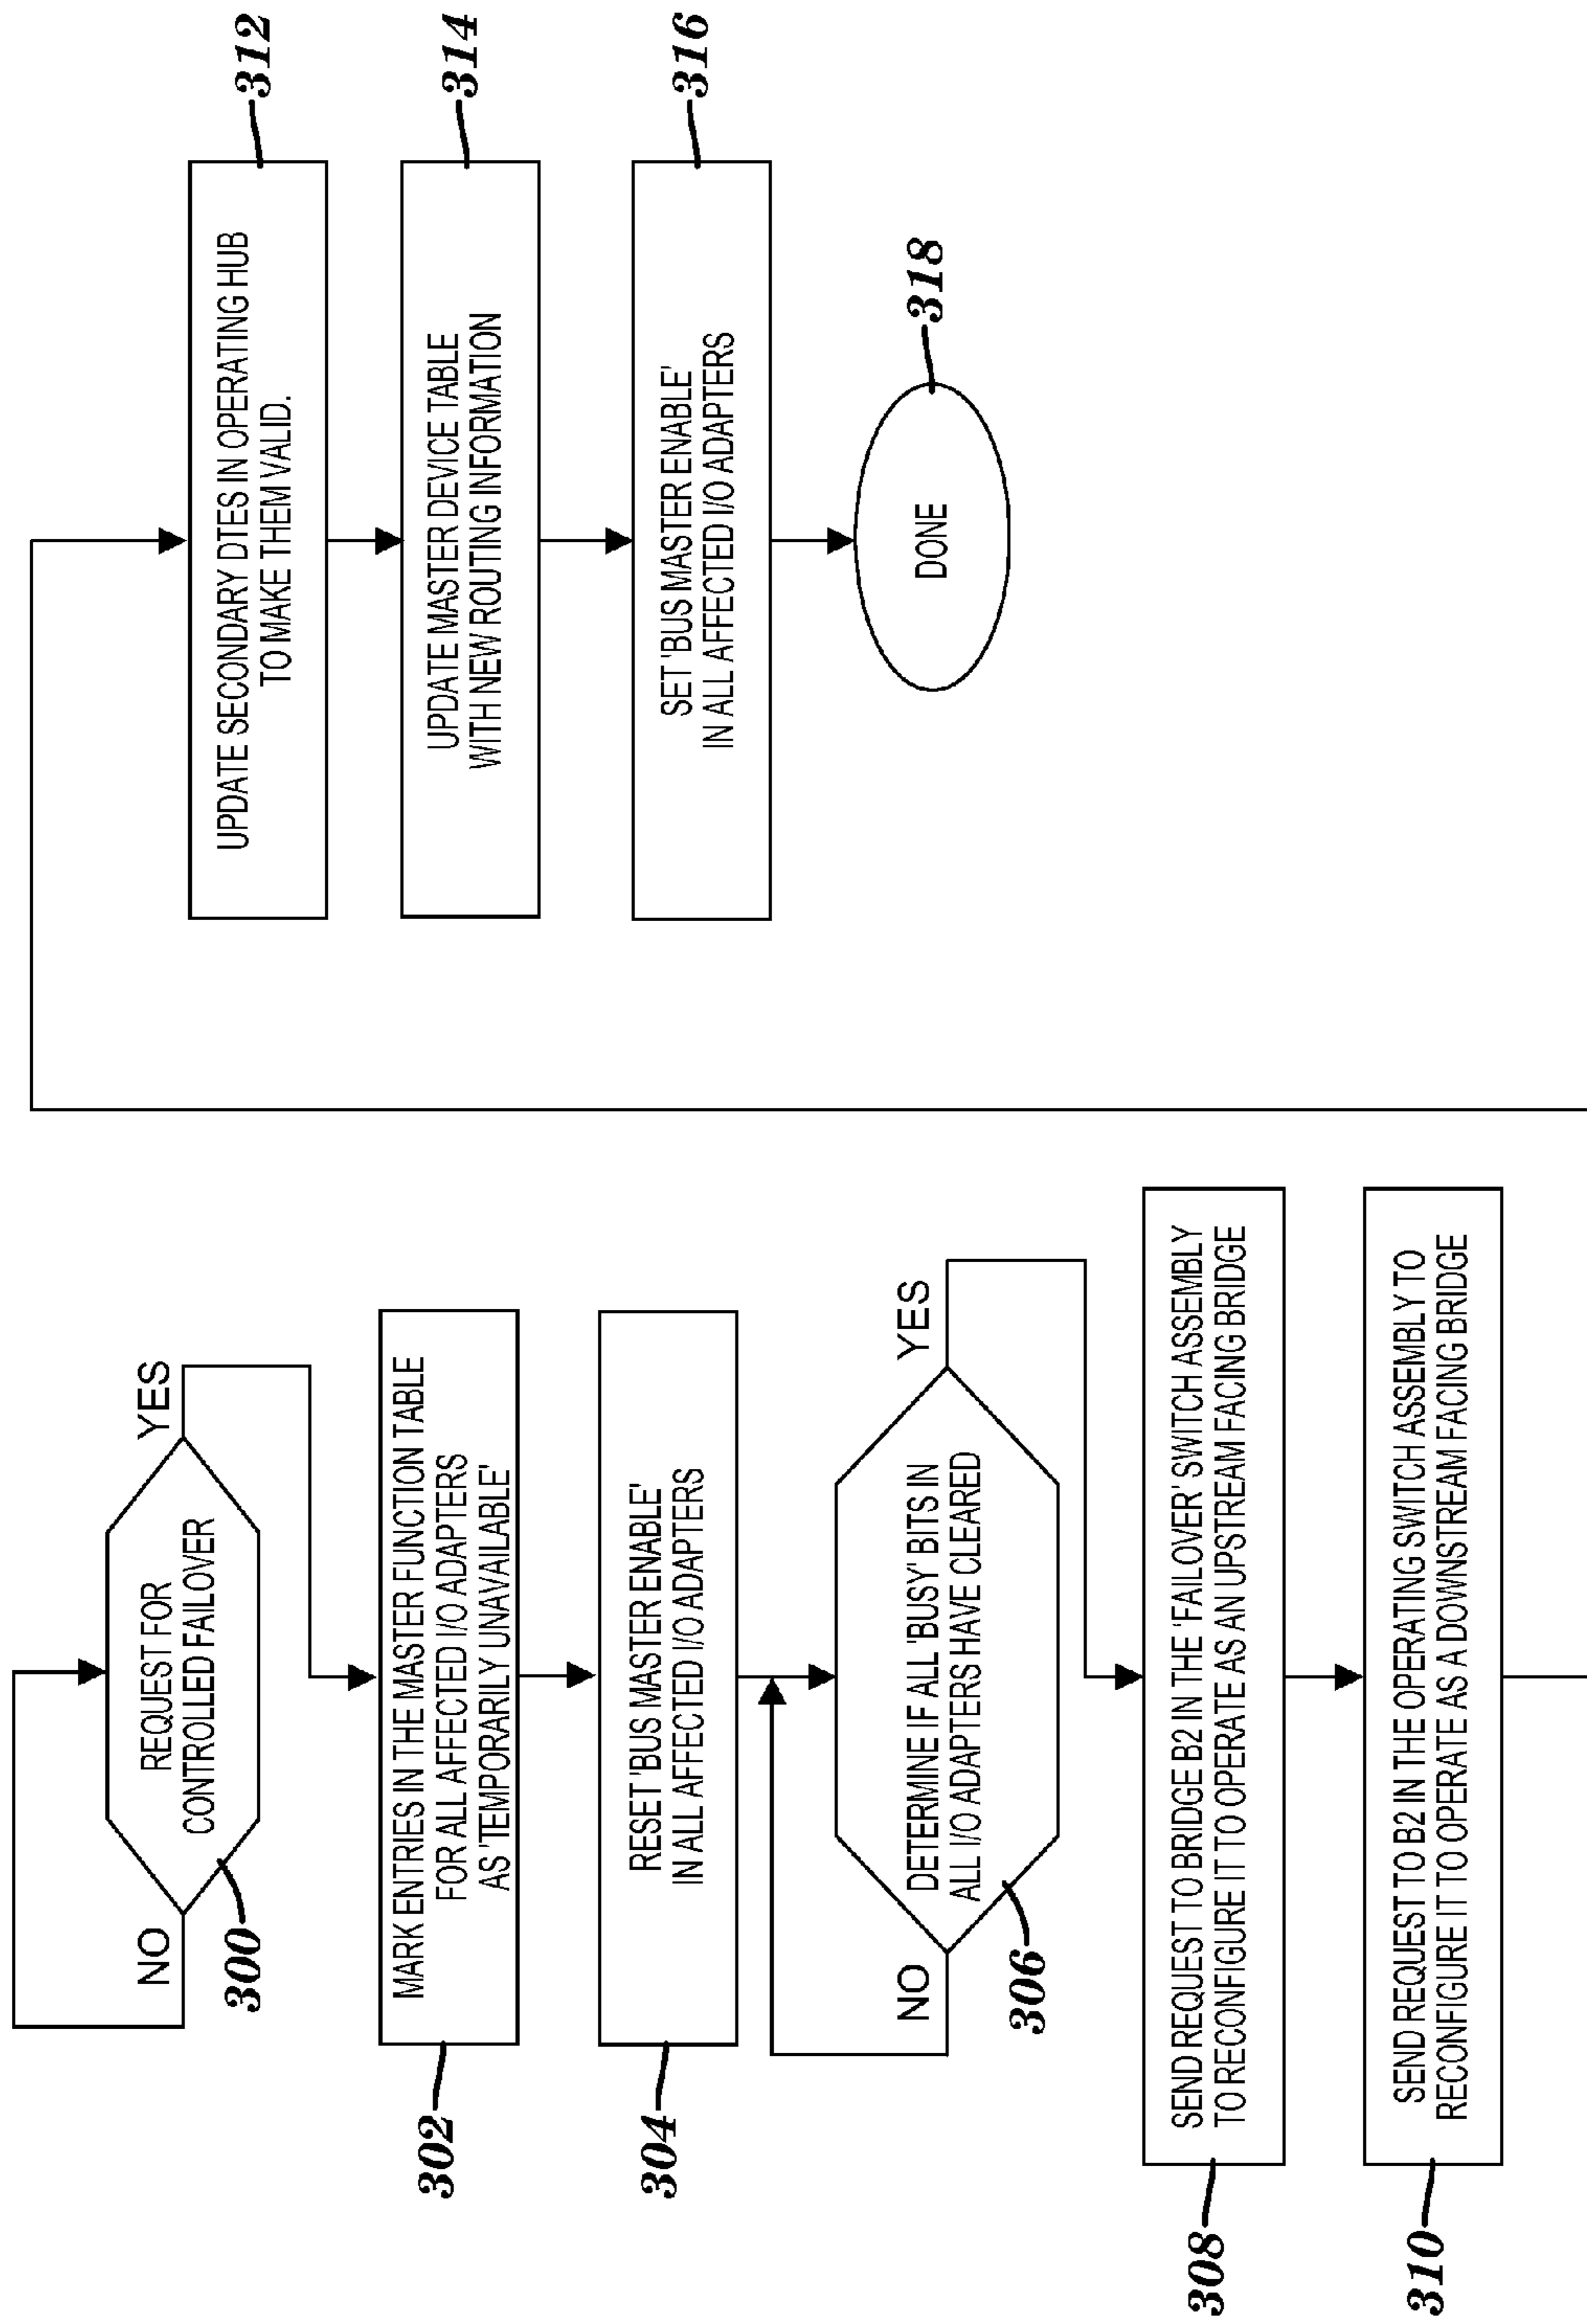 NO
REQUEST FOR
CONTROLLED FAILOVER
YES
300
MARK ENTRIES IN THE MASTER FUNCTION TABLE
FOR ALL AFFECTED I/O ADAPTERS
AS 'TEMPORARILY UNAVAILABLE'
302
RESET 'BUS MASTER ENABLE'
IN ALL AFFECTED I/O ADAPTERS
304
NO
DETERMINE IF ALL 'BUSY' BITS IN
ALL I/O ADAPTERS HAVE CLEARED
YES
306
SEND REQUEST TO BRIDGE B2 IN THE 'FAILOVER' SWITCH ASSEMBLY
TO RECONFIGURE IT TO OPERATE AS AN UPSTREAM FACING BRIDGE
308
SEND REQUEST TO B2 IN THE OPERATING SWITCH ASSEMBLY TO
RECONFIGURE IT TO OPERATE AS A DOWNSTREAM FACING BRIDGE
310
UPDATE SECONDARY DTES IN OPERATING HUB
TO MAKE THEM VALID.
312
UPDATE MASTER DEVICE TABLE
WITH NEW ROUTING INFORMATION
314
SET 'BUS MASTER ENABLE'
IN ALL AFFECTED I/O ADAPTERS
316
DONE
318